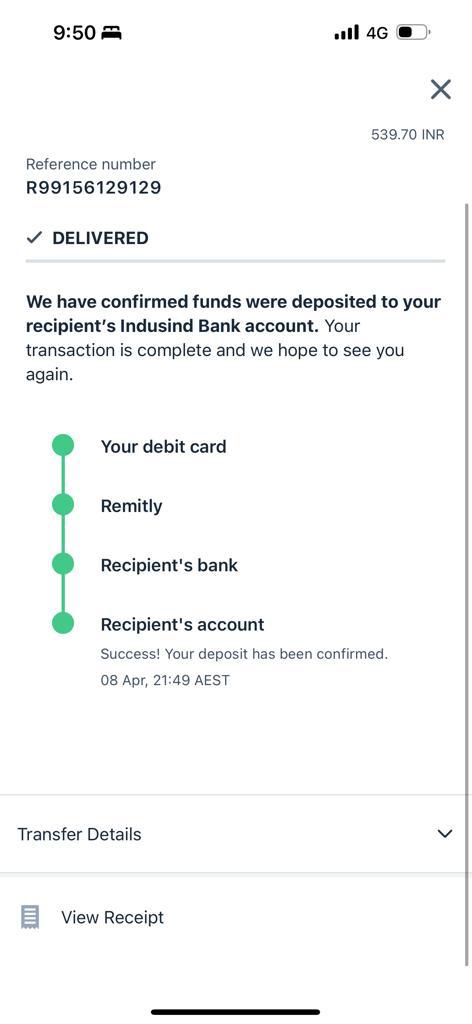 9:50
4G
539.70 INR
Reference number
R99156129129
DELIVERED
We have confirmed funds were deposited to your
recipient’s Indusind Bank account. Your
transaction is complete and we hope to see you
again.
Your debit card
Remitly
Recipient's bank
Recipient's account
Success! Your deposit has been confirmed.
08 Apr, 21:49 AEST
Transfer Details
View Receipt